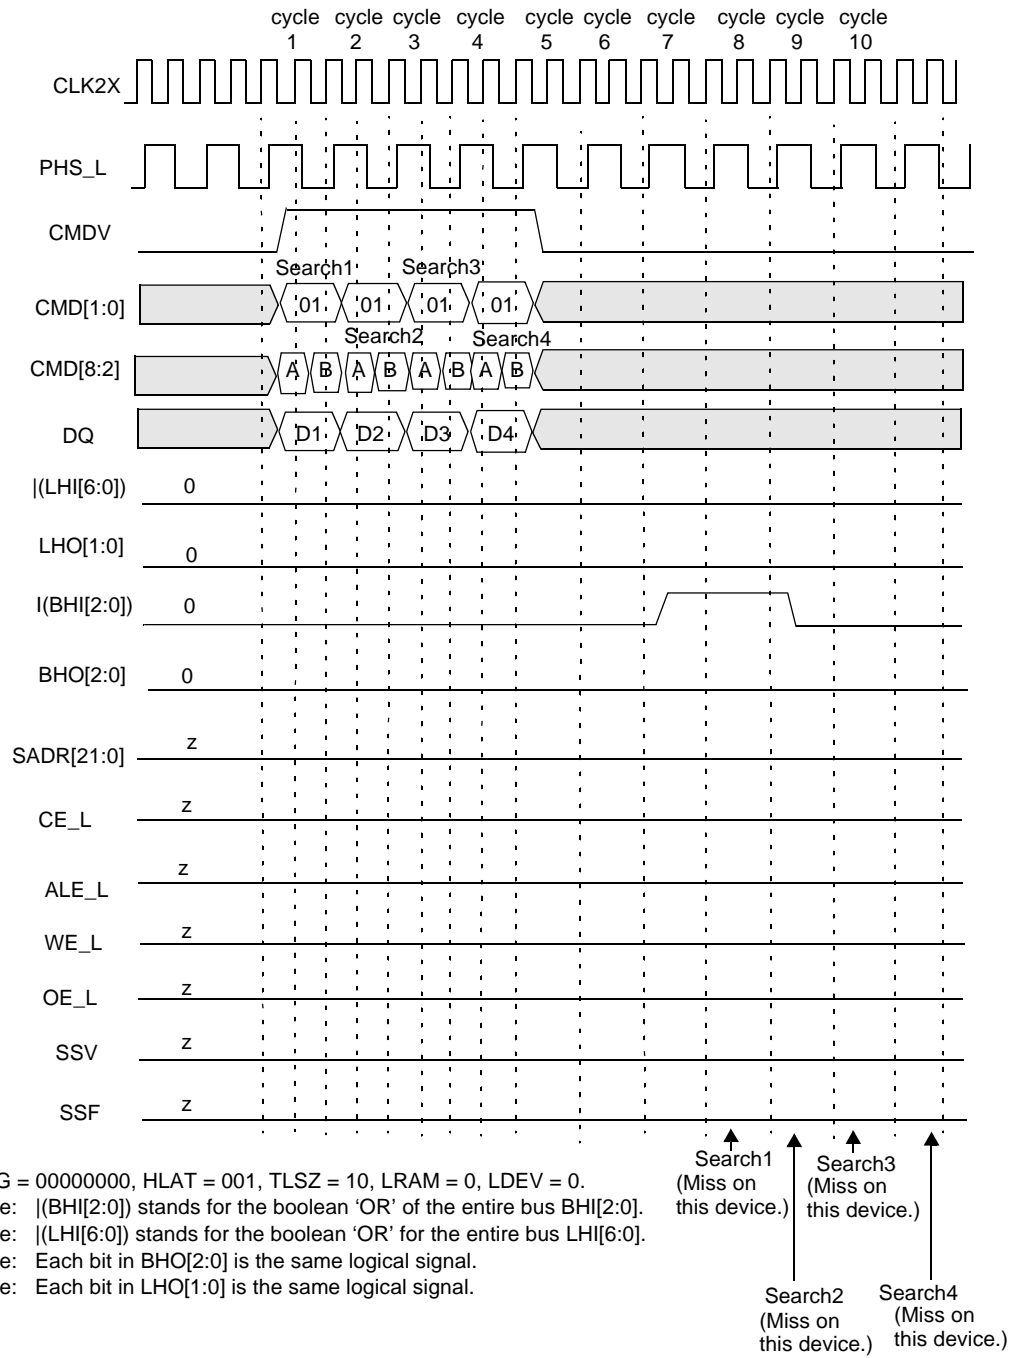 cycle cycle cycle cycle cycle cycle cycle cycle cycle cycle
1 2 3 4 5 6 7 8 9 10
CLK2X
PHS_L
CMDV
Search1 Search3
CMD[1:0] 01 01 01 01
Search2 Search4
CMD[8:2] A B A B A B A B
DQ D1 D2 D3 D4
|(LHI[6:0]) 0
LHO[1:0] 0
I(BHI[2:0]) 0
BHO[2:0] 0
SADR[21:0] z
CE_L z
ALE_L z
WE_L z
OE_L z
SSV z
SSF z
Search1
(Miss on
this device.)
Search3
(Miss on
this device.)
G = 00000000, HLAT = 001, TLSZ = 10, LRAM = 0, LDEV = 0.
e: |(BHI[2:0]) stands for the boolean ‘OR’ of the entire bus BHI[2:0].
e: |(LHI[6:0]) stands for the boolean ‘OR’ for the entire bus LHI[6:0].
e: Each bit in BHO[2:0] is the same logical signal.
e: Each bit in LHO[1:0] is the same logical signal.
Search2
(Miss on
this device.)
Search4
(Miss on
this device.)